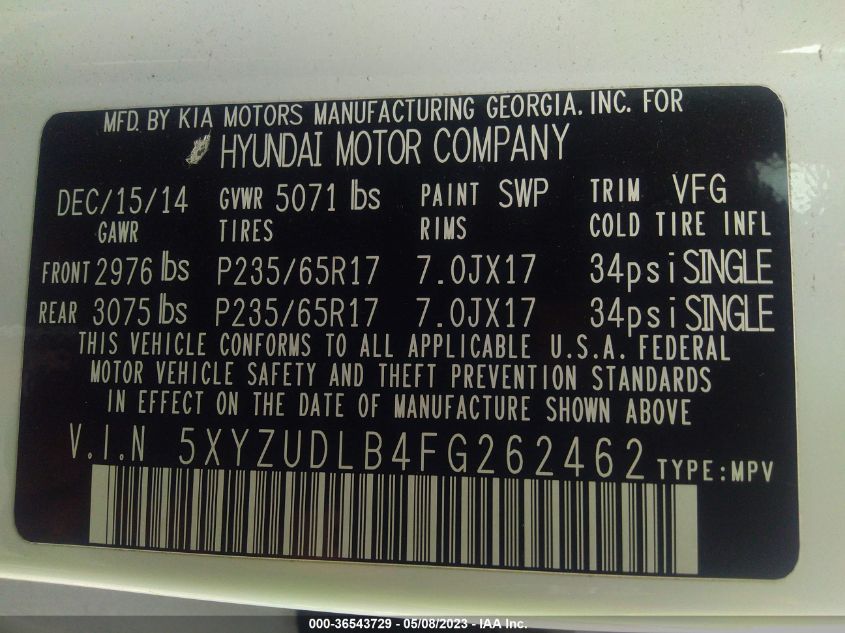 MFD. BY KIA MOTORS MANUFACTURING GEORGIA. INC. FOR
HYUNDAI MOTOR COMPANY
DEC/15/14 GVWR 5071 lbs PAINT SWP TRIM VFG
GAWR TIRES RIMS COLD TIRE INFL
FRONT 2976 lbs P235/65R17 7.0JX17 34psi SINGLE
REAR 3075 lbs P235/65R17 7.0JX17 34psi SINGLE
THIS VEHICLE CONFORMS TO ALL APPLICABLE U.S.A. FEDERAL
MOTOR VEHICLE SAFETY AND THEFT PREVENTION STANDARDS
IN EFFECT ON THE DATE OF MANUFACTURE SHOWN ABOVE
V.I.N 5XYZUDLB4FG262462 TYPE:MPV
000-36543729 - 05/08/2023 - IAA Inc.